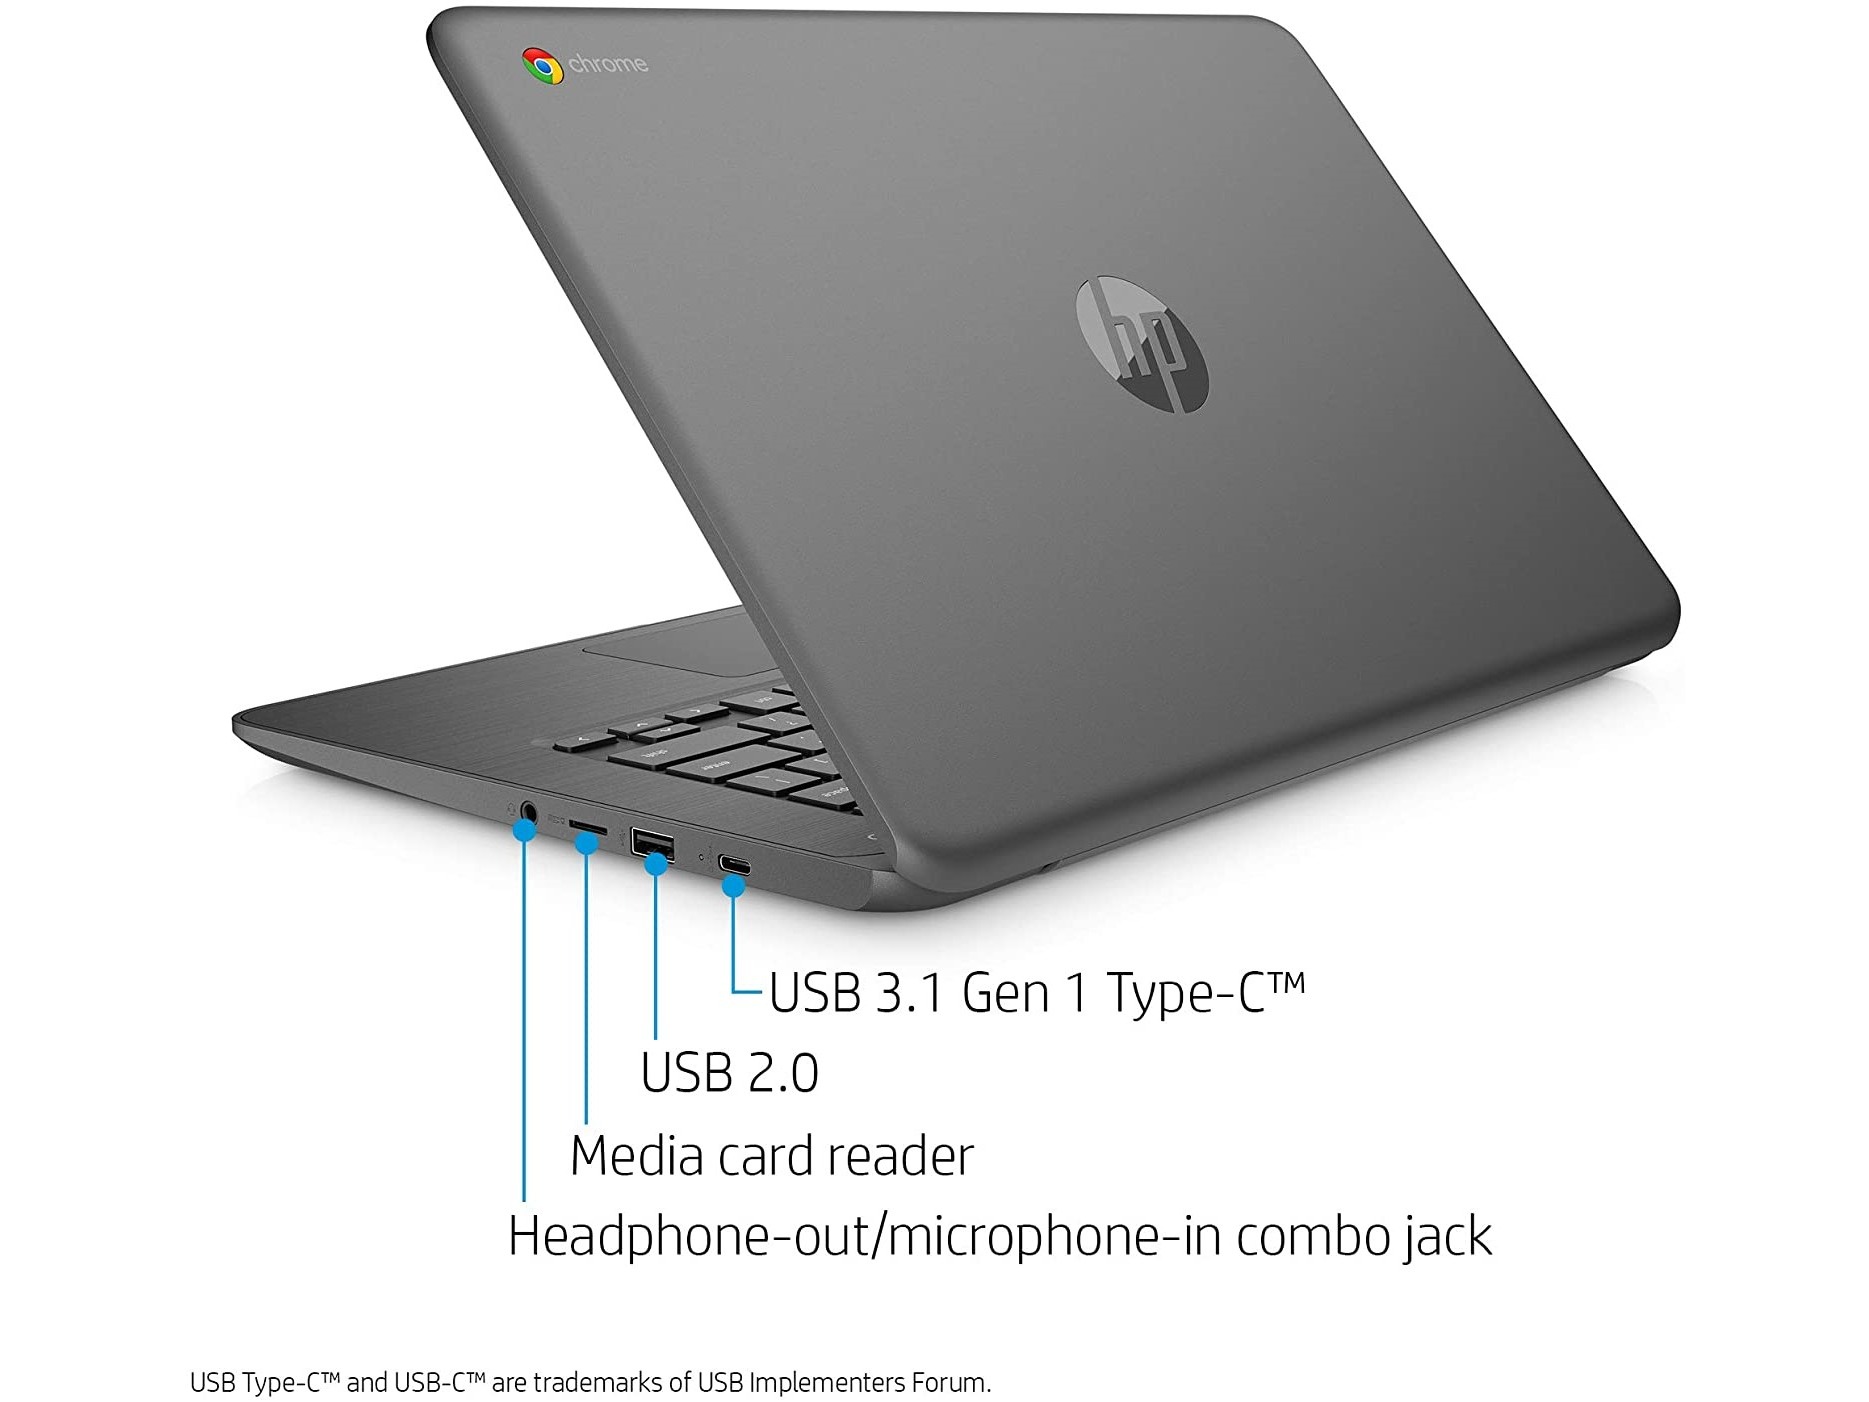 chrome
hp
enter
USB 3.1 Gen 1 Type-C™
USB 2.0
Media card reader
Headphone-out/microphone-in combo jack
USB Type-C™ and USB-C™ are trademarks of USB Implementers Forum.